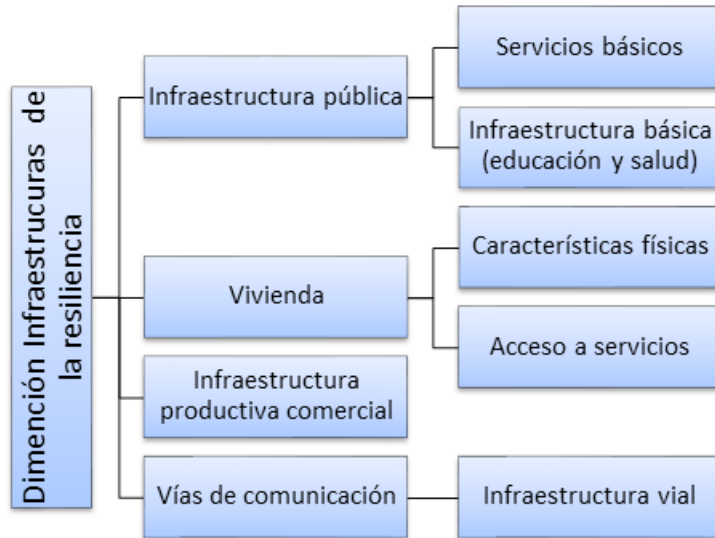 Dimención Infraestrucuras de
la resiliencia
Infraestructura pública
Servicios básicos
Infraestructura básica
(educación y salud)
Vivienda
Características físicas
Acceso a servicios
Infraestructura
productiva comercial
Vías de comunicación
Infraestructura vial